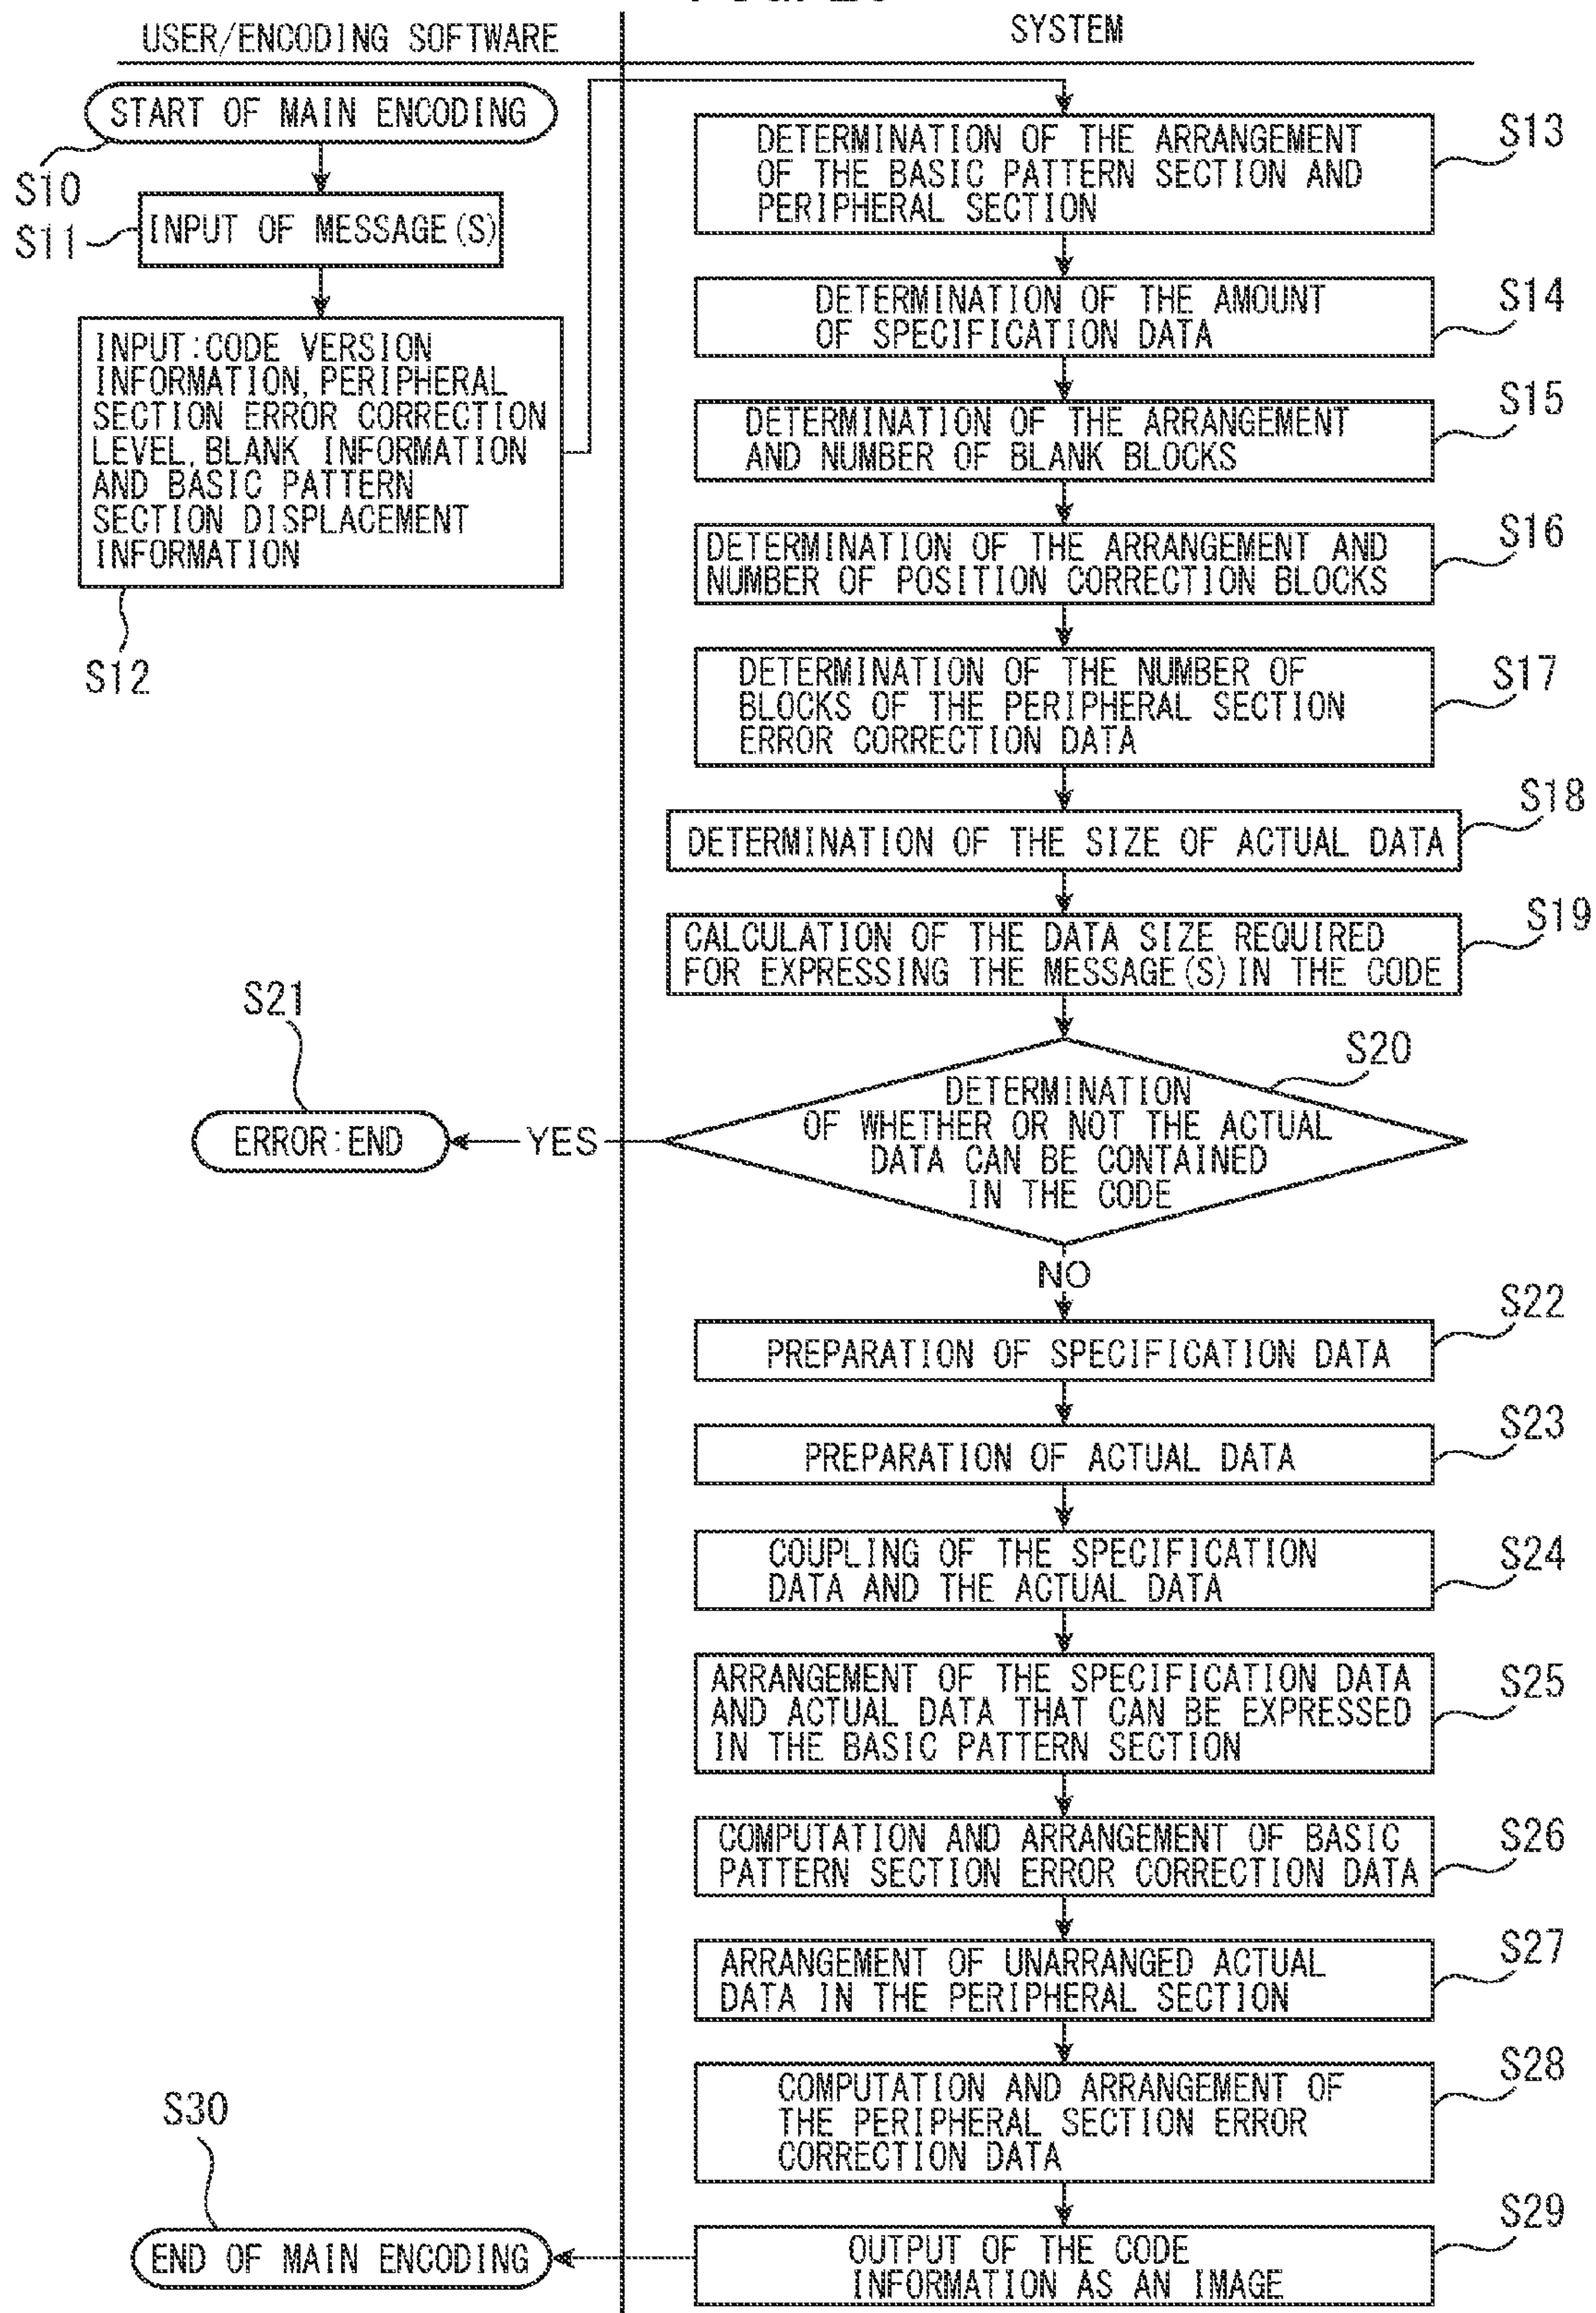 USER/ENCODING SOFTWARE
SYSTEM
START OF MAIN ENCODING
S10
INPUT OF MESSAGE(S)
S11
INPUT:CODE VERSION
INFORMATION, PERIPHERAL
SECTION ERROR CORRECTION
LEVEL, BLANK INFORMATION
AND BASIC PATTERN
SECTION DISPLACEMENT
INFORMATION
S12
DETERMINATION OF THE ARRANGEMENT
OF THE BASIC PATTERN SECTION AND
PERIPHERAL SECTION
S13
DETERMINATION OF THE AMOUNT
OF SPECIFICATION DATA
S14
DETERMINATION OF THE ARRANGEMENT
AND NUMBER OF BLANK BLOCKS
S15
DETERMINATION OF THE ARRANGEMENT AND
NUMBER OF POSITION CORRECTION BLOCKS
S16
DETERMINATION OF THE NUMBER OF
BLOCKS OF THE PERIPHERAL SECTION
ERROR CORRECTION DATA
S17
DETERMINATION OF THE SIZE OF ACTUAL DATA
S18
CALCULATION OF THE DATA SIZE REQUIRED
FOR EXPRESSING THE MESSAGE(S) IN THE CODE
S19
DETERMINATION
OF WHETHER OR NOT THE ACTUAL
DATA CAN BE CONTAINED
IN THE CODE
S20
YES
ERROR:END
S21
NO
PREPARATION OF SPECIFICATION DATA
S22
PREPARATION OF ACTUAL DATA
S23
COUPLING OF THE SPECIFICATION
DATA AND THE ACTUAL DATA
S24
ARRANGEMENT OF THE SPECIFICATION DATA
AND ACTUAL DATA THAT CAN BE EXPRESSED
IN THE BASIC PATTERN SECTION
S25
COMPUTATION AND ARRANGEMENT OF BASIC
PATTERN SECTION ERROR CORRECTION DATA
S26
ARRANGEMENT OF UNARRANGED ACTUAL
DATA IN THE PERIPHERAL SECTION
S27
COMPUTATION AND ARRANGEMENT OF
THE PERIPHERAL SECTION ERROR
CORRECTION DATA
S28
OUTPUT OF THE CODE
INFORMATION AS AN IMAGE
S29
END OF MAIN ENCODING
S30